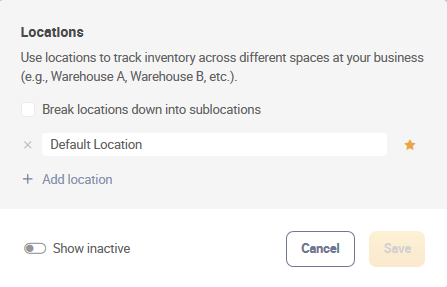 Locations
Use locations to track inventory across different spaces at your business
(e.g., Warehouse A, Warehouse B, etc.).
Break locations down into sublocations
Default Location
Add location
Show inactive
Cancel
Save